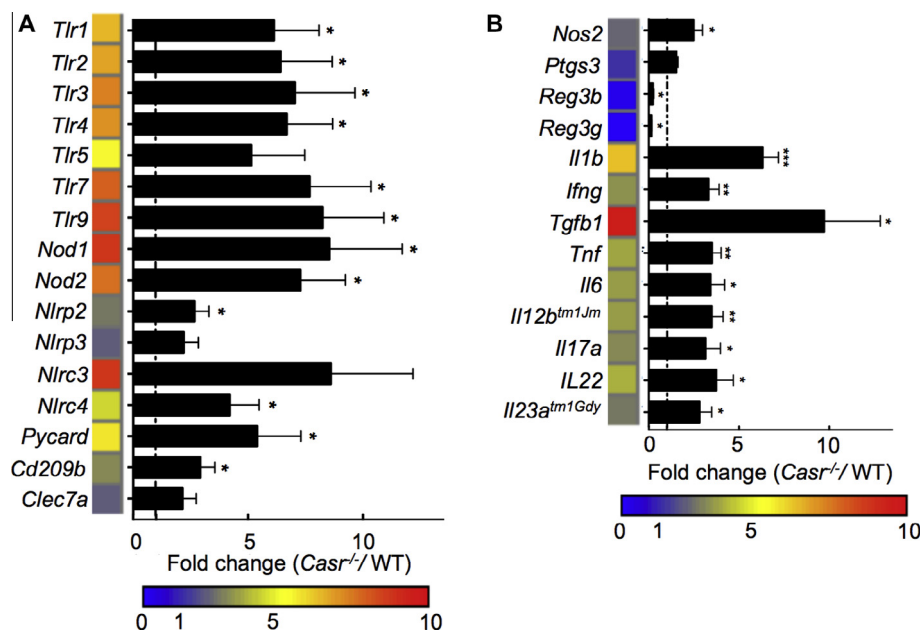 A
Tlr1 *
Tlr2 *
Tlr3 *
Tlr4 *
Tlr5
Tlr7 *
Tlr9 *
Nod1 *
Nod2 *
Nlrp2 *
Nlrp3
Nlrc3
Nlrc4 *
Pycard *
Cd209b *
Clec7a
0 5 10
Fold change (Casr-/-/ WT)
0 1 5 10
B
Nos2 *
Ptgs3
Reg3b *
Reg3g *
Il1b ***
Ifng **
Tgfb1 *
Tnf **
Il6 *
Il12btm1Jm **
Il17a *
IL22 *
Il23atm1Gdy *
0 5 10
Fold change (Casr-/-/ WT)
0 1 5 10